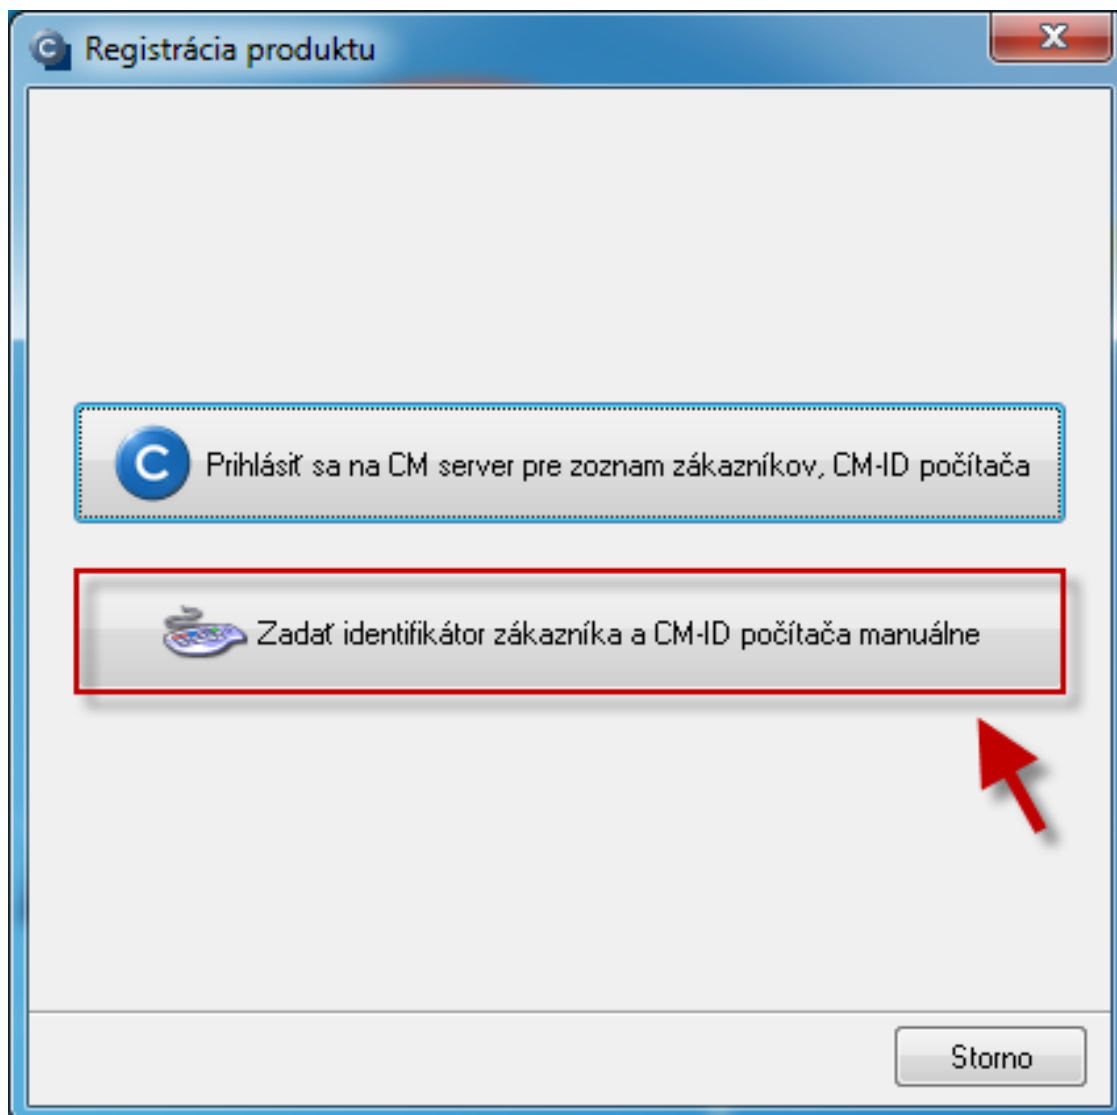 Registrácia produktu
Prihlásiť sa na CM server pre zoznam zákazníkov, CM-ID počítača
Zadať identifikátor zákazníka a CM-ID počítača manuálne
Storno